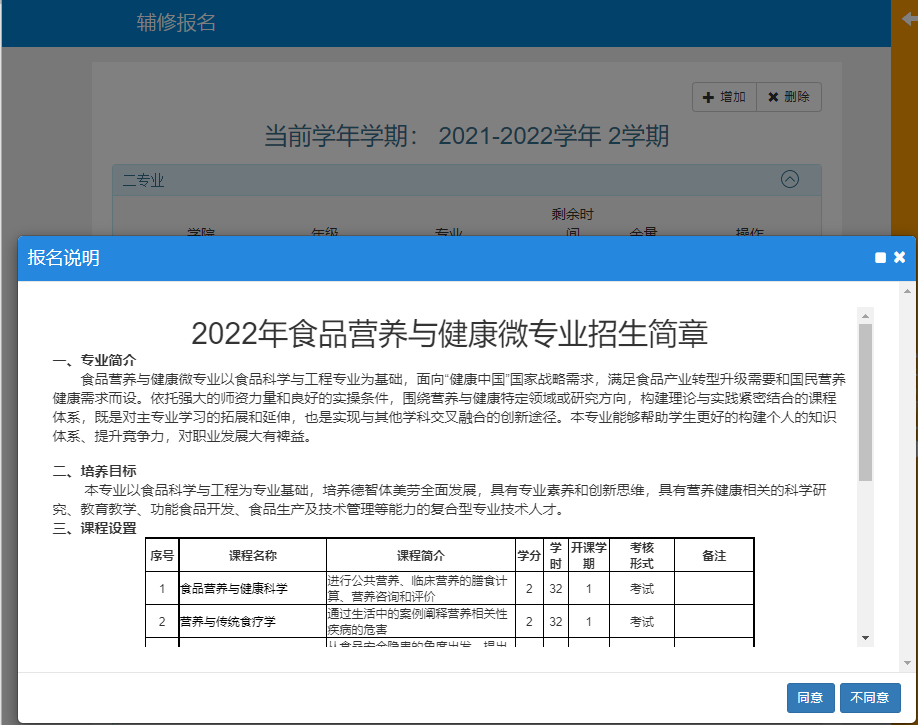 辅修报名
增加 删除
当前学年学期： 2021-2022学年 2学期
二专业
剩余时
学院 年级 专业 间 余量 操作
报名说明
2022年食品营养与健康微专业招生简章
一、专业简介
食品营养与健康微专业以食品科学与工程专业为基础，面向“健康中国”国家战略需求，满足食品产业转型升级需要和国民营养
健康需求而设。依托强大的师资力量和良好的实操条件，围绕营养与健康特定领域或研究方向，构建理论与实践紧密结合的课程
体系，既是对主专业学习的拓展和延伸，也是实现与其他学科交叉融合的创新途径。本专业能够帮助学生更好的构建个人的知识
体系、提升竞争力，对职业发展大有裨益。
二、培养目标
本专业以食品科学与工程为专业基础，培养德智体美劳全面发展，具有专业素养和创新思维，具有营养健康相关的科学研
究、教育教学、功能食品开发、食品生产及技术管理等能力的复合型专业技术人才。
三、课程设置
序号 课程名称 课程简介 学分 学时 开课学期 考核形式 备注
1 食品营养与健康科学 进行公共营养、临床营养的膳食计算、营养咨询和评价 2 32 1 考试
2 营养与传统食疗学 通过生活中的案例阐释营养相关性疾病的危害 2 32 1 考试
从食品安全隐患的角度出发，提出
同意 不同意